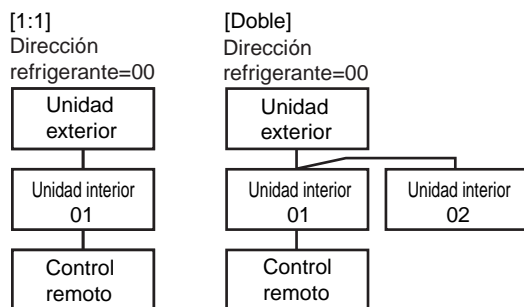 [1:1]
Dirección
refrigerante=00
Unidad
exterior
Unidad interior
01
Control
remoto
[Doble]
Dirección
refrigerante=00
Unidad
exterior
Unidad interior
01
Unidad interior
02
Control
remoto